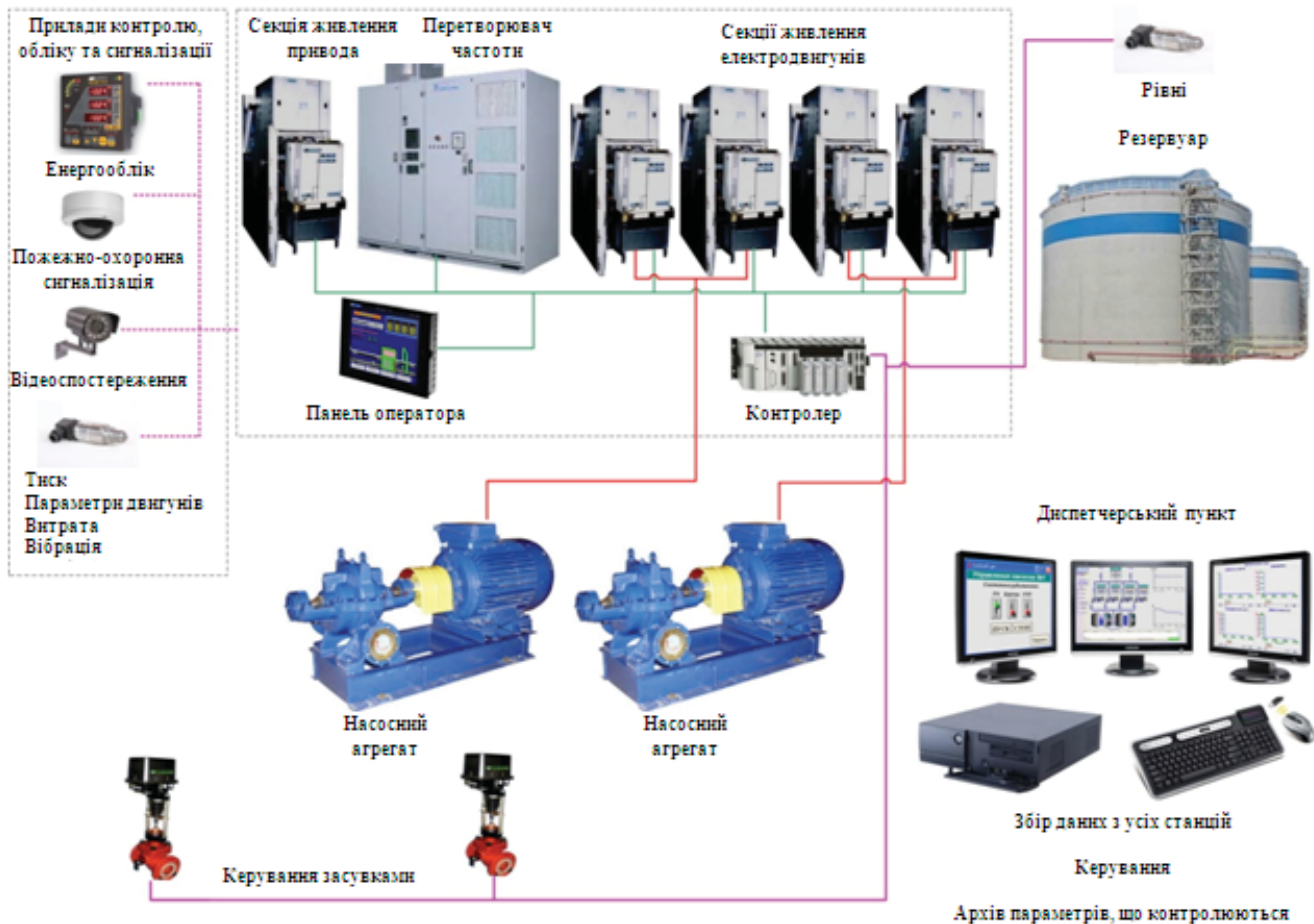 Прилади контролю,
обліку та сигналізації
Енергооблік
Пожежно-охоронна
сигналізація
Відеоспостереження
Тиск
Параметри двигунів
Витрата
Вібрація
Секція живлення
привода
Перетворювач
частоти
Секції живлення
електродвигунів
Панель оператора
Контролер
Рівні
Резервуар
Насосний
агрегат
Насосний
агрегат
Керування засувками
Диспетчерський пункт
Збір даних з усіх станцій
Керування
Архів параметрів, що контролюються